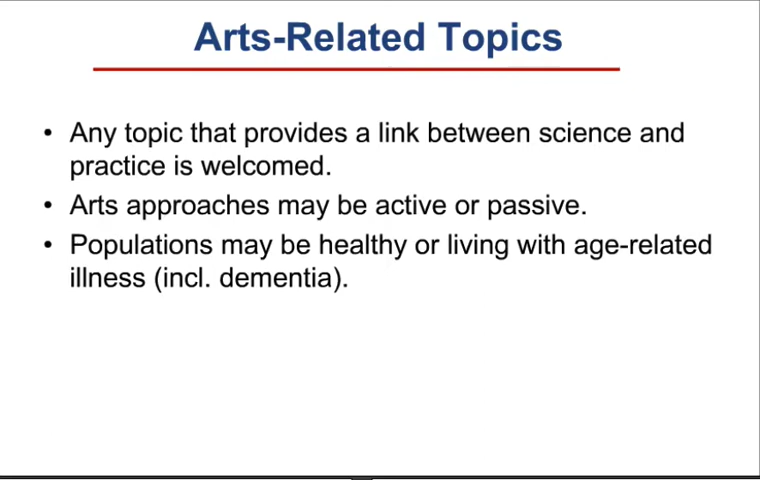 Arts-Related Topics
• Any topic that provides a link between science and
practice is welcomed.
• Arts approaches may be active or passive.
• Populations may be healthy or living with age-related
illness (incl. dementia).